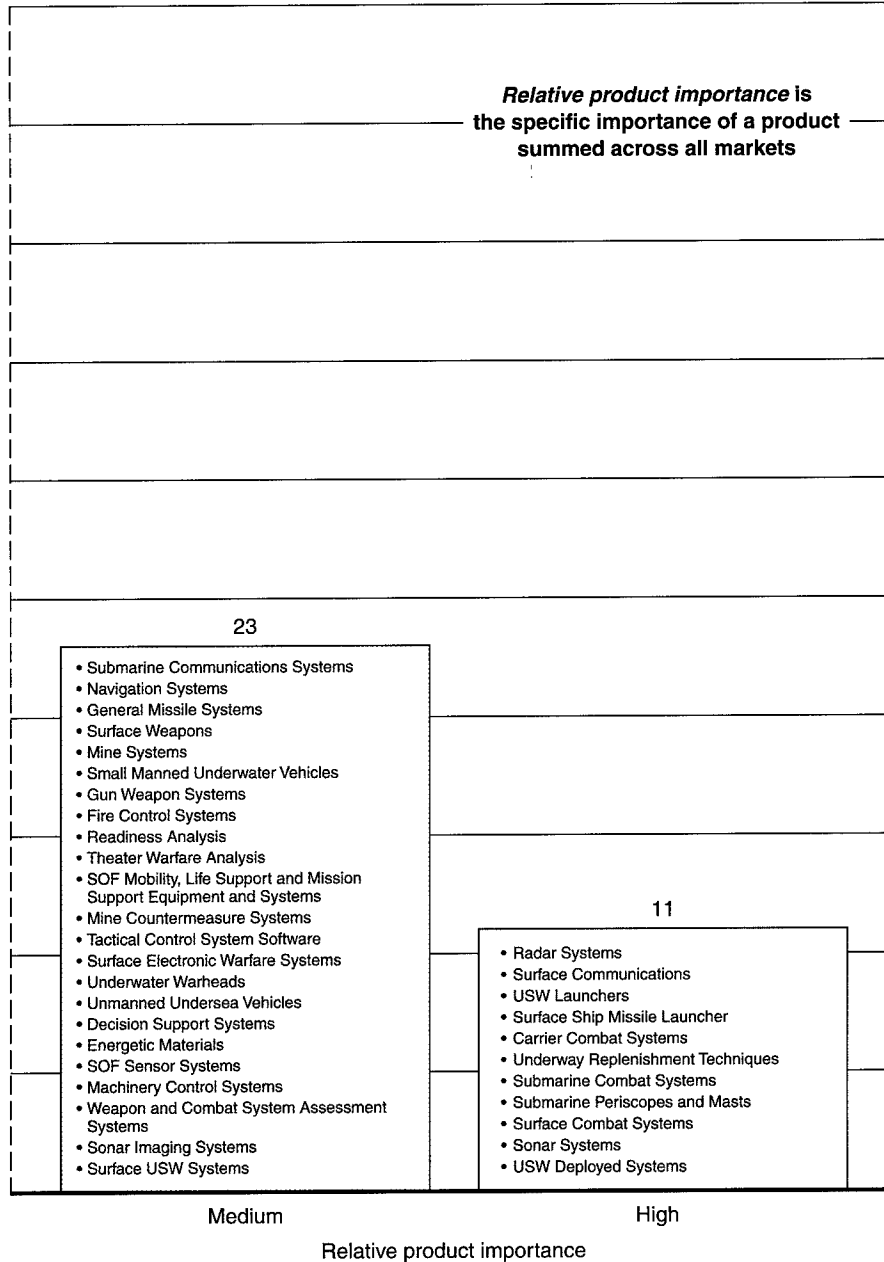 Relative product importance is
the specific importance of a product
summed across all markets
23
• Submarine Communications Systems
• Navigation Systems
• General Missile Systems
• Surface Weapons
• Mine Systems
• Small Manned Underwater Vehicles
• Gun Weapon Systems
• Fire Control Systems
• Readiness Analysis
• Theater Warfare Analysis
• SOF Mobility, Life Support and Mission
Support Equipment and Systems
• Mine Countermeasure Systems
• Tactical Control System Software
• Surface Electronic Warfare Systems
• Underwater Warheads
• Unmanned Undersea Vehicles
• Decision Support Systems
• Energetic Materials
• SOF Sensor Systems
• Machinery Control Systems
• Weapon and Combat System Assessment
Systems
• Sonar Imaging Systems
• Surface USW Systems
11
• Radar Systems
• Surface Communications
• USW Launchers
• Surface Ship Missile Launcher
• Carrier Combat Systems
• Underway Replenishment Techniques
• Submarine Combat Systems
• Submarine Periscopes and Masts
• Surface Combat Systems
• Sonar Systems
• USW Deployed Systems
Medium
High
Relative product importance